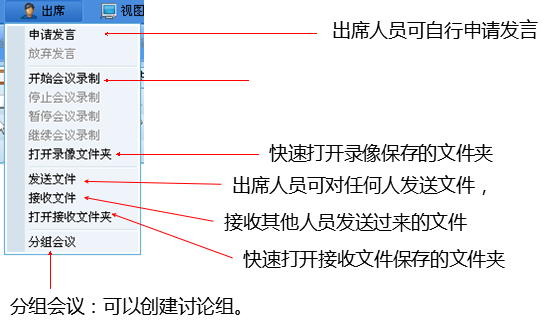 出席 视图
申请发言 出席人员可自行申请发言
放弃发言
开始会议录制
停止会议录制
暂停会议录制
继续会议录制
打开录像文件夹 快速打开录像保存的文件夹
发送文件 出席人员可对任何人发送文件，
接收文件 接收其他人员发送过来的文件
打开接收文件夹 快速打开接收文件保存的文件夹
分组会议
分组会议：可以创建讨论组。